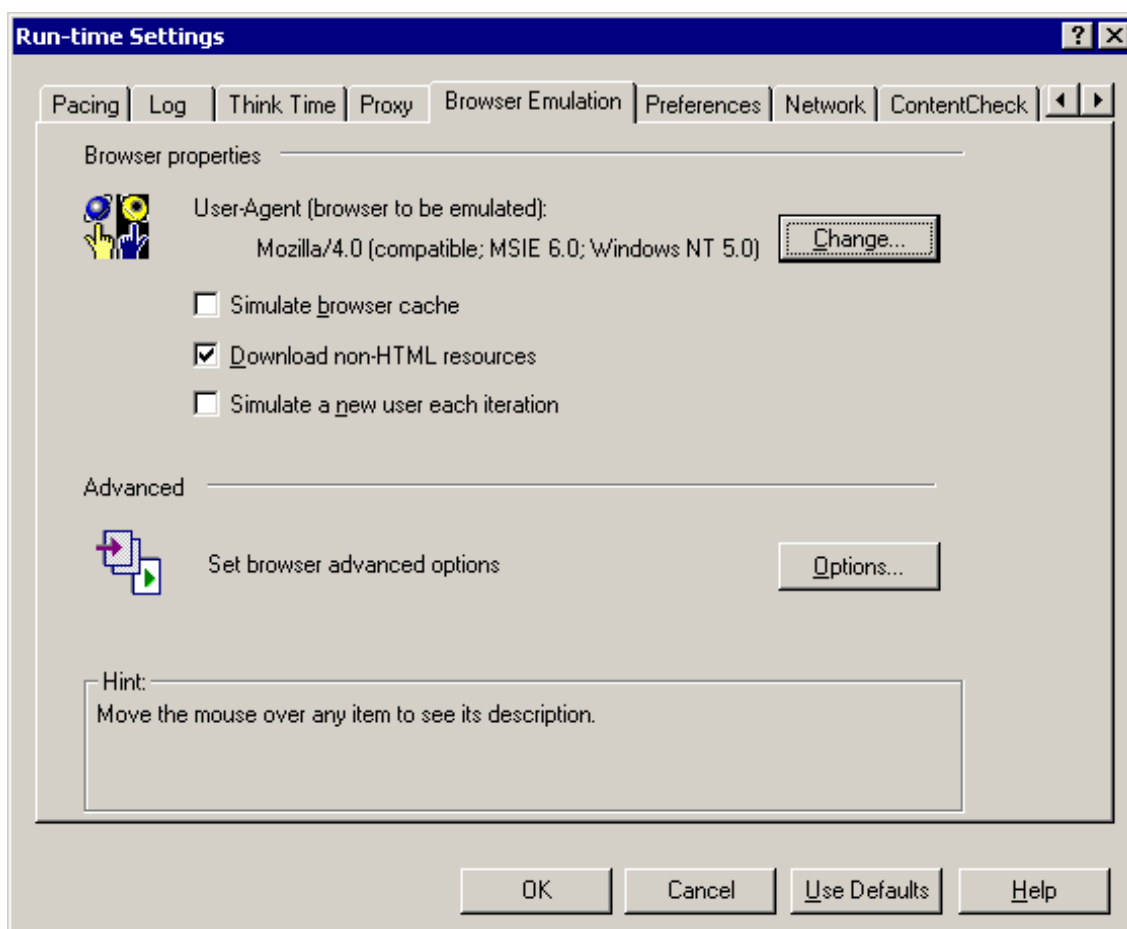 Run-time Settings
Pacing Log Think Time Proxy Browser Emulation Preferences Network ContentCheck
Browser properties
User-Agent (browser to be emulated):
Mozilla/4.0 (compatible; MSIE 6.0; Windows NT 5.0) Change...
Simulate browser cache
Download non-HTML resources
Simulate a new user each iteration
Advanced
Set browser advanced options Options...
Hint:
Move the mouse over any item to see its description.
OK Cancel Use Defaults Help